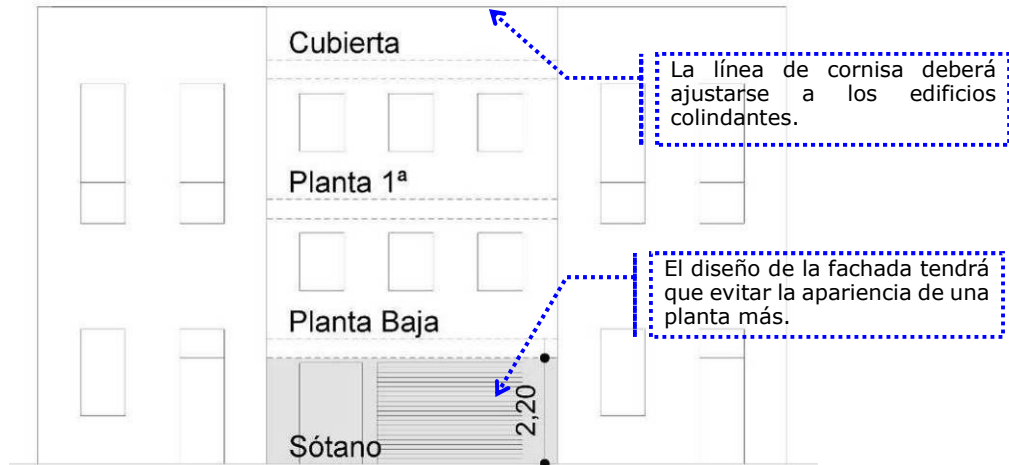 Cubierta
La línea de cornisa deberá
ajustarse a los edificios
colindantes.
Planta 1ª
El diseño de la fachada tendrá
que evitar la apariencia de una
planta más.
Planta Baja
2,20
Sótano